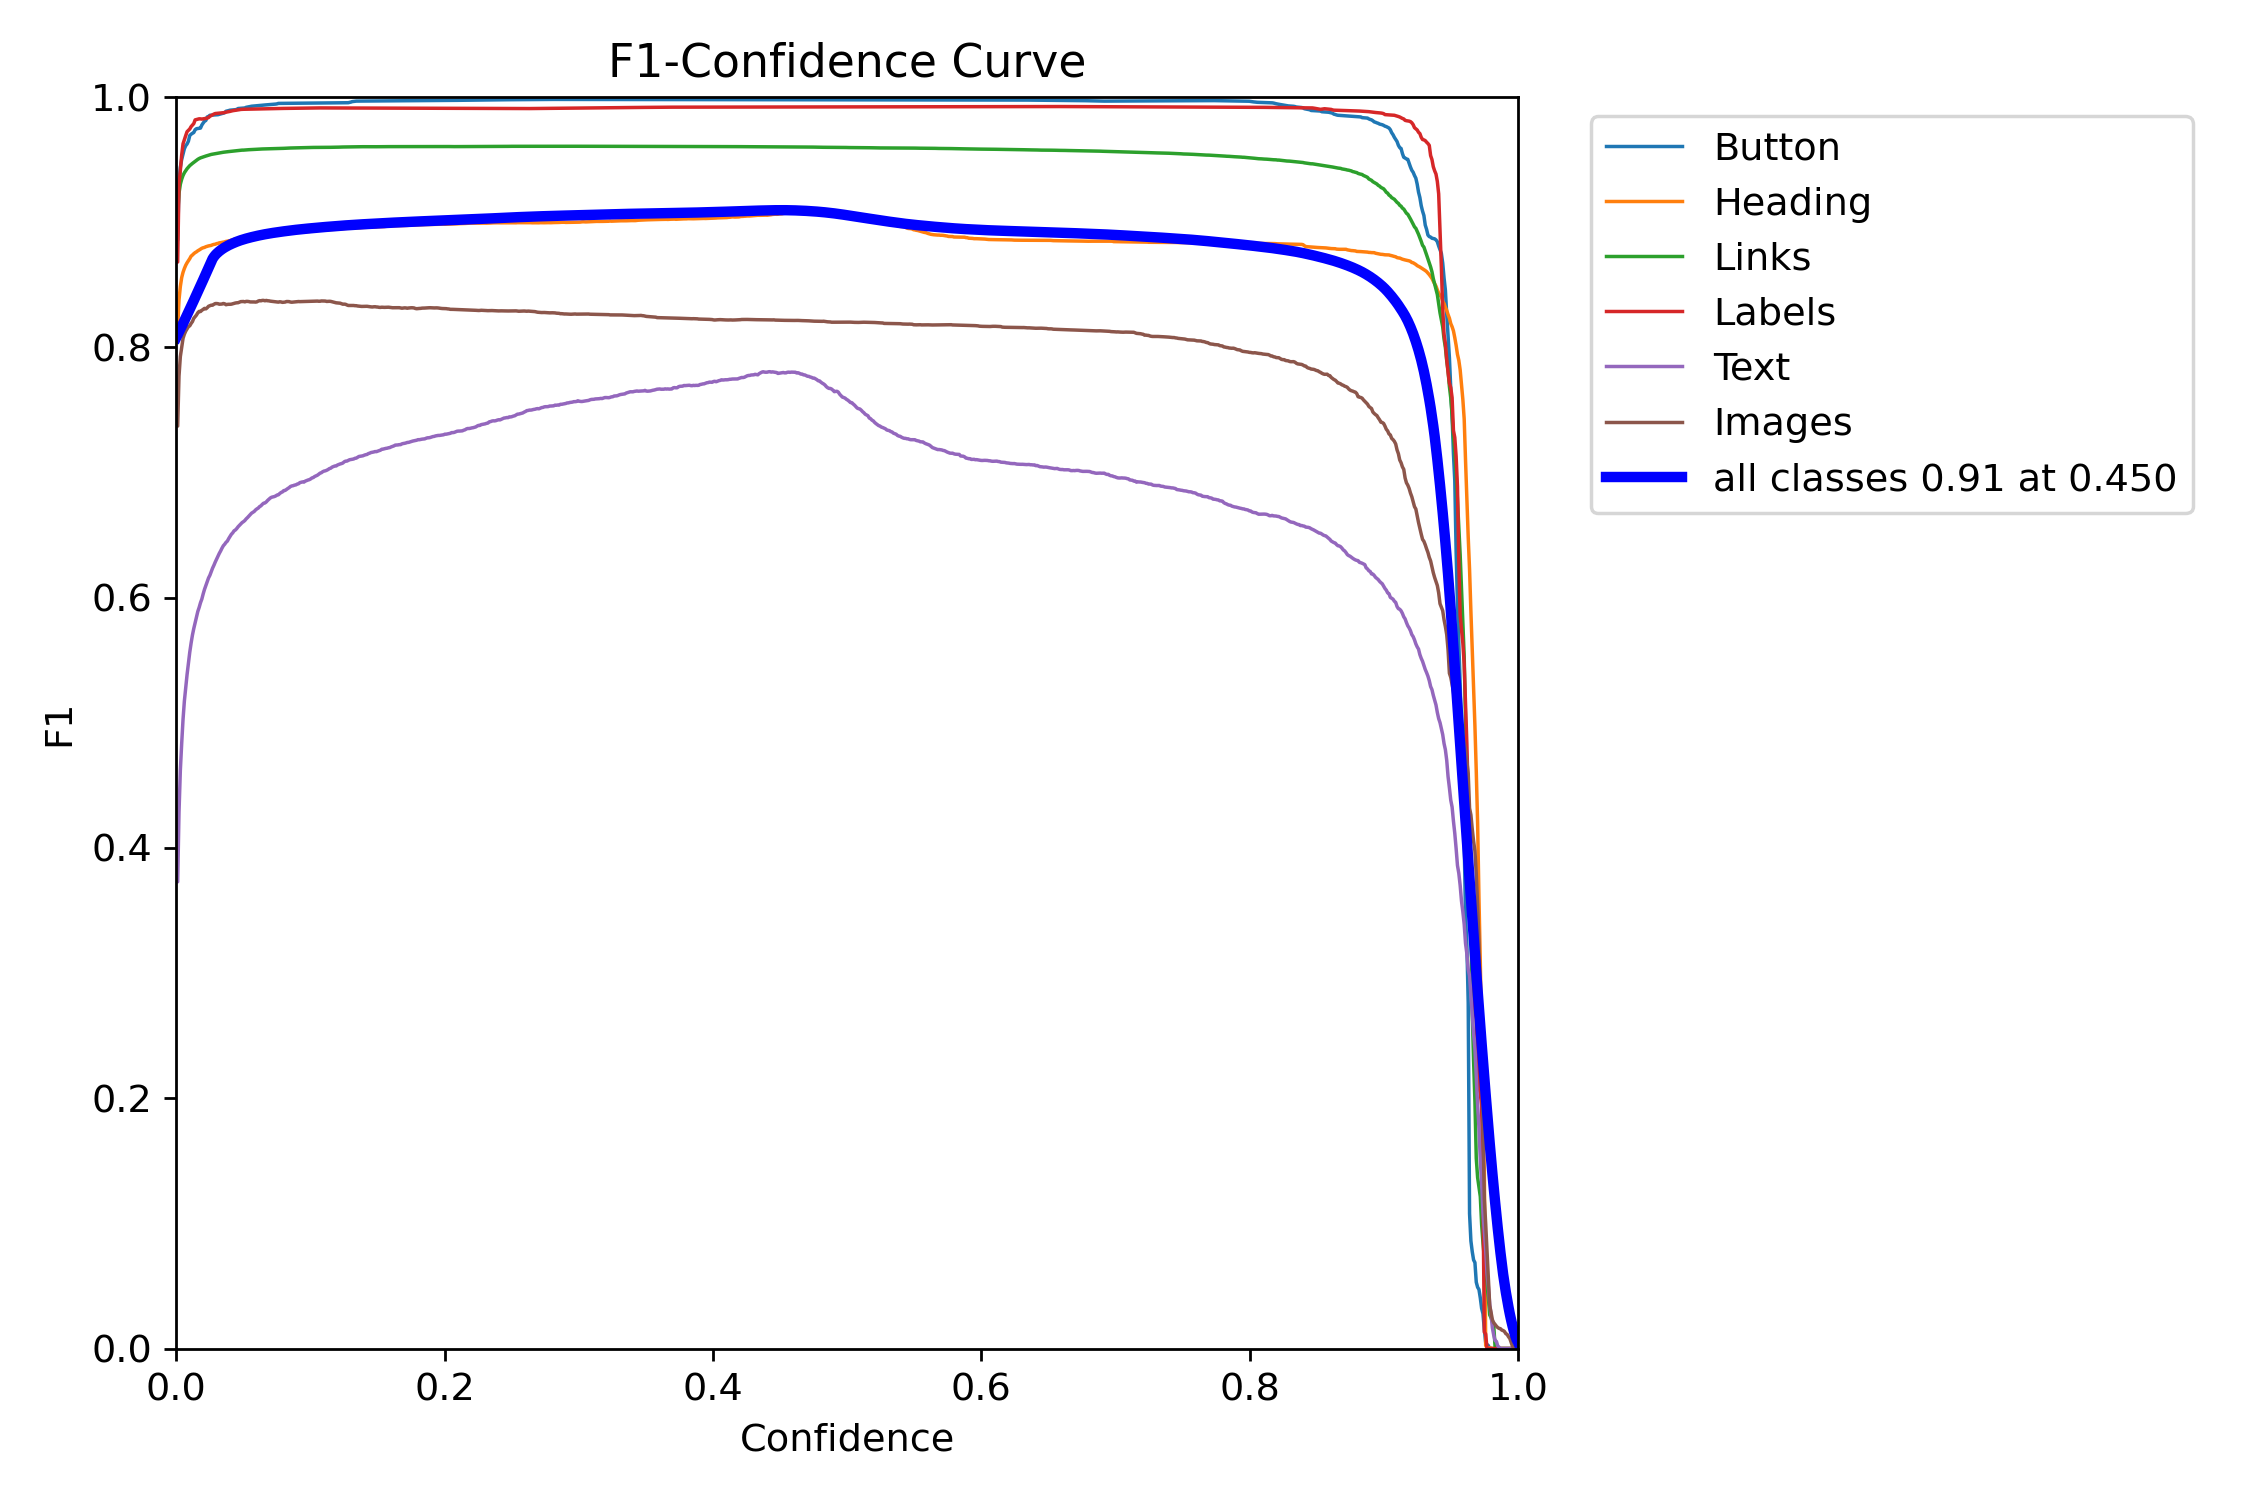 F1-Confidence Curve
1.0
0.8
0.6
0.4
0.2
0.0
F1
0.0 0.2 0.4 0.6 0.8 1.0
Confidence
Button
Heading
Links
Labels
Text
Images
all classes 0.91 at 0.450